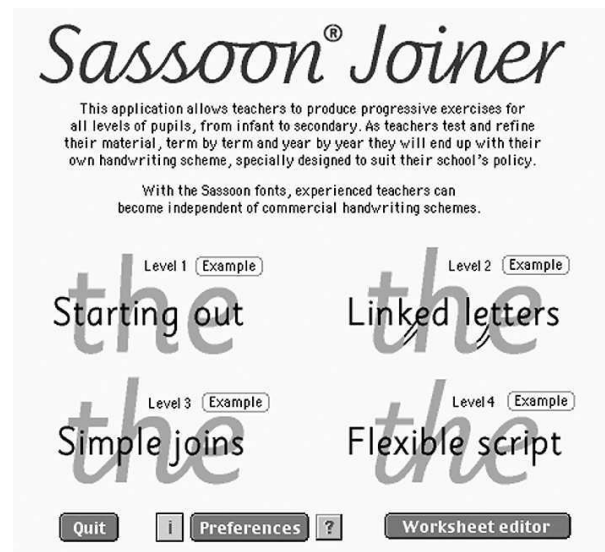 Sassoon® Joiner
This application allows teachers to produce progressive exercises for
all levels of pupils, from infant to secondary. As teachers test and refine
their material, term by term and year by year they will end up with their
own handwriting scheme, specially designed to suit their school's policy.
With the Sassoon fonts, experienced teachers can
become independent of commercial handwriting schemes.
Level 1 Example
the
Starting out
Level 2 Example
the
Linked letters
Level 3 Example
the
Simple joins
Level 4 Example
the
Flexible script
Quit i Preferences ? Worksheet editor